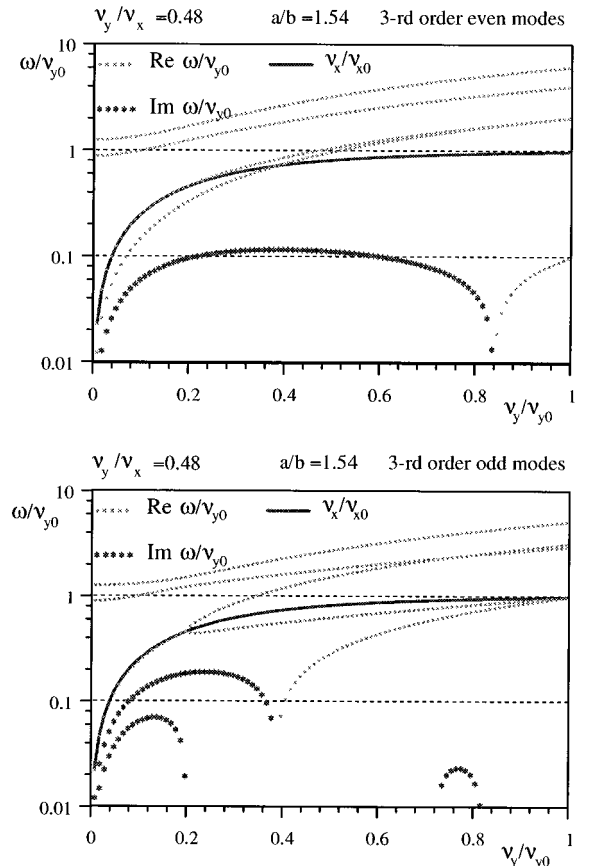 ν_y/ν_x =0.48 a/b =1.54 3-rd order even modes
ω/ν_y0
10
Re ω/ν_y0 ν_x/ν_x0
Im ω/ν_y0
1
0.1
0.01
0 0.2 0.4 0.6 0.8 1
ν_y/ν_y0
ν_y/ν_x =0.48 a/b =1.54 3-rd order odd modes
ω/ν_y0
10
Re ω/ν_y0 ν_x/ν_x0
Im ω/ν_y0
1
0.1
0.01
0 0.2 0.4 0.6 0.8 1
ν_y/ν_y0